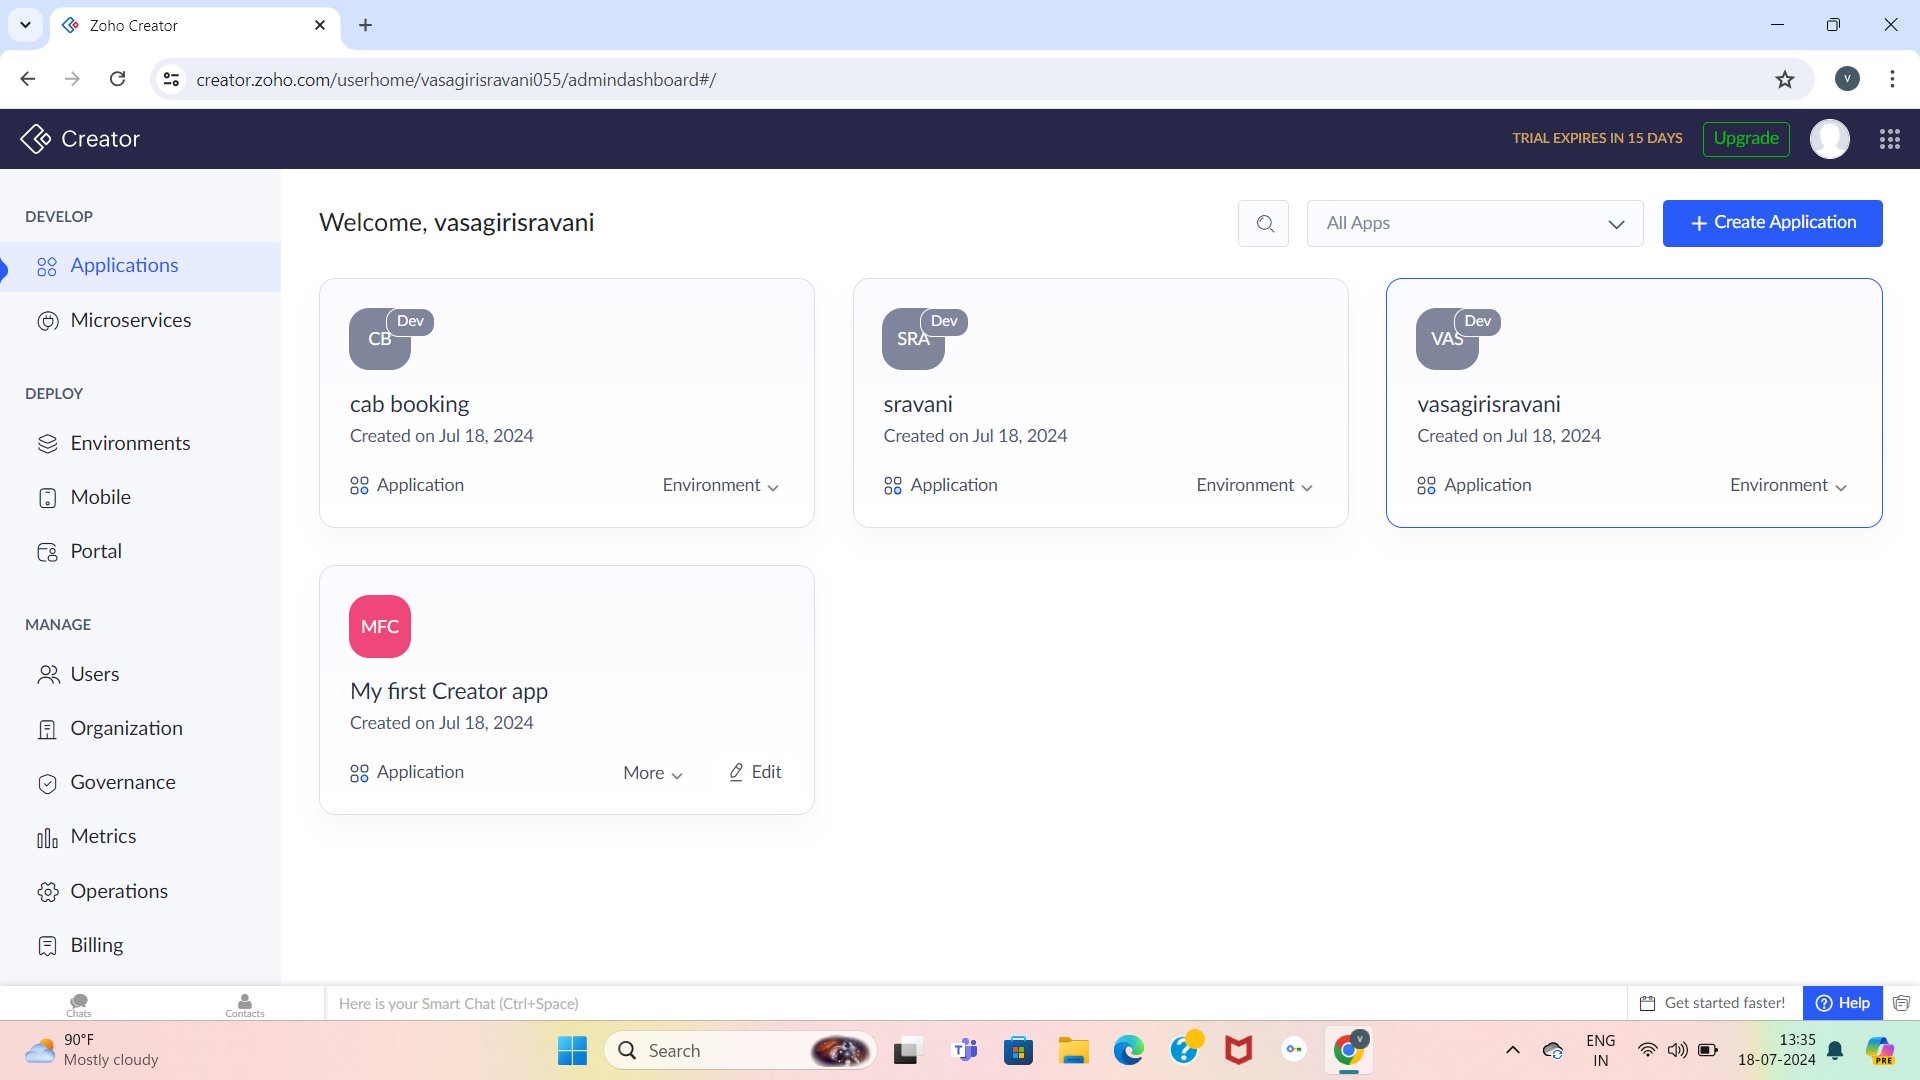 Zoho Creator
creator.zoho.com/userhome/vasagirisravani055/admindashboard#/
V
Creator
TRIAL EXPIRES IN 15 DAYS
Upgrade
DEVELOP
Applications
Microservices
DEPLOY
Environments
Mobile
Portal
MANAGE
Users
Organization
Governance
Metrics
Operations
Billing
Welcome, vasagirisravani
All Apps
+ Create Application
CB
Dev
cab booking
Created on Jul 18, 2024
Application
Environment
SRA
Dev
sravani
Created on Jul 18, 2024
Application
Environment
VAS
Dev
vasagirisravani
Created on Jul 18, 2024
Application
Environment
MFC
My first Creator app
Created on Jul 18, 2024
Application
More
Edit
Chats
Contacts
Here is your Smart Chat (Ctrl+Space)
Get started faster!
Help
90°F
Mostly cloudy
Search
V
ENG
IN
13:35
18-07-2024
PRE